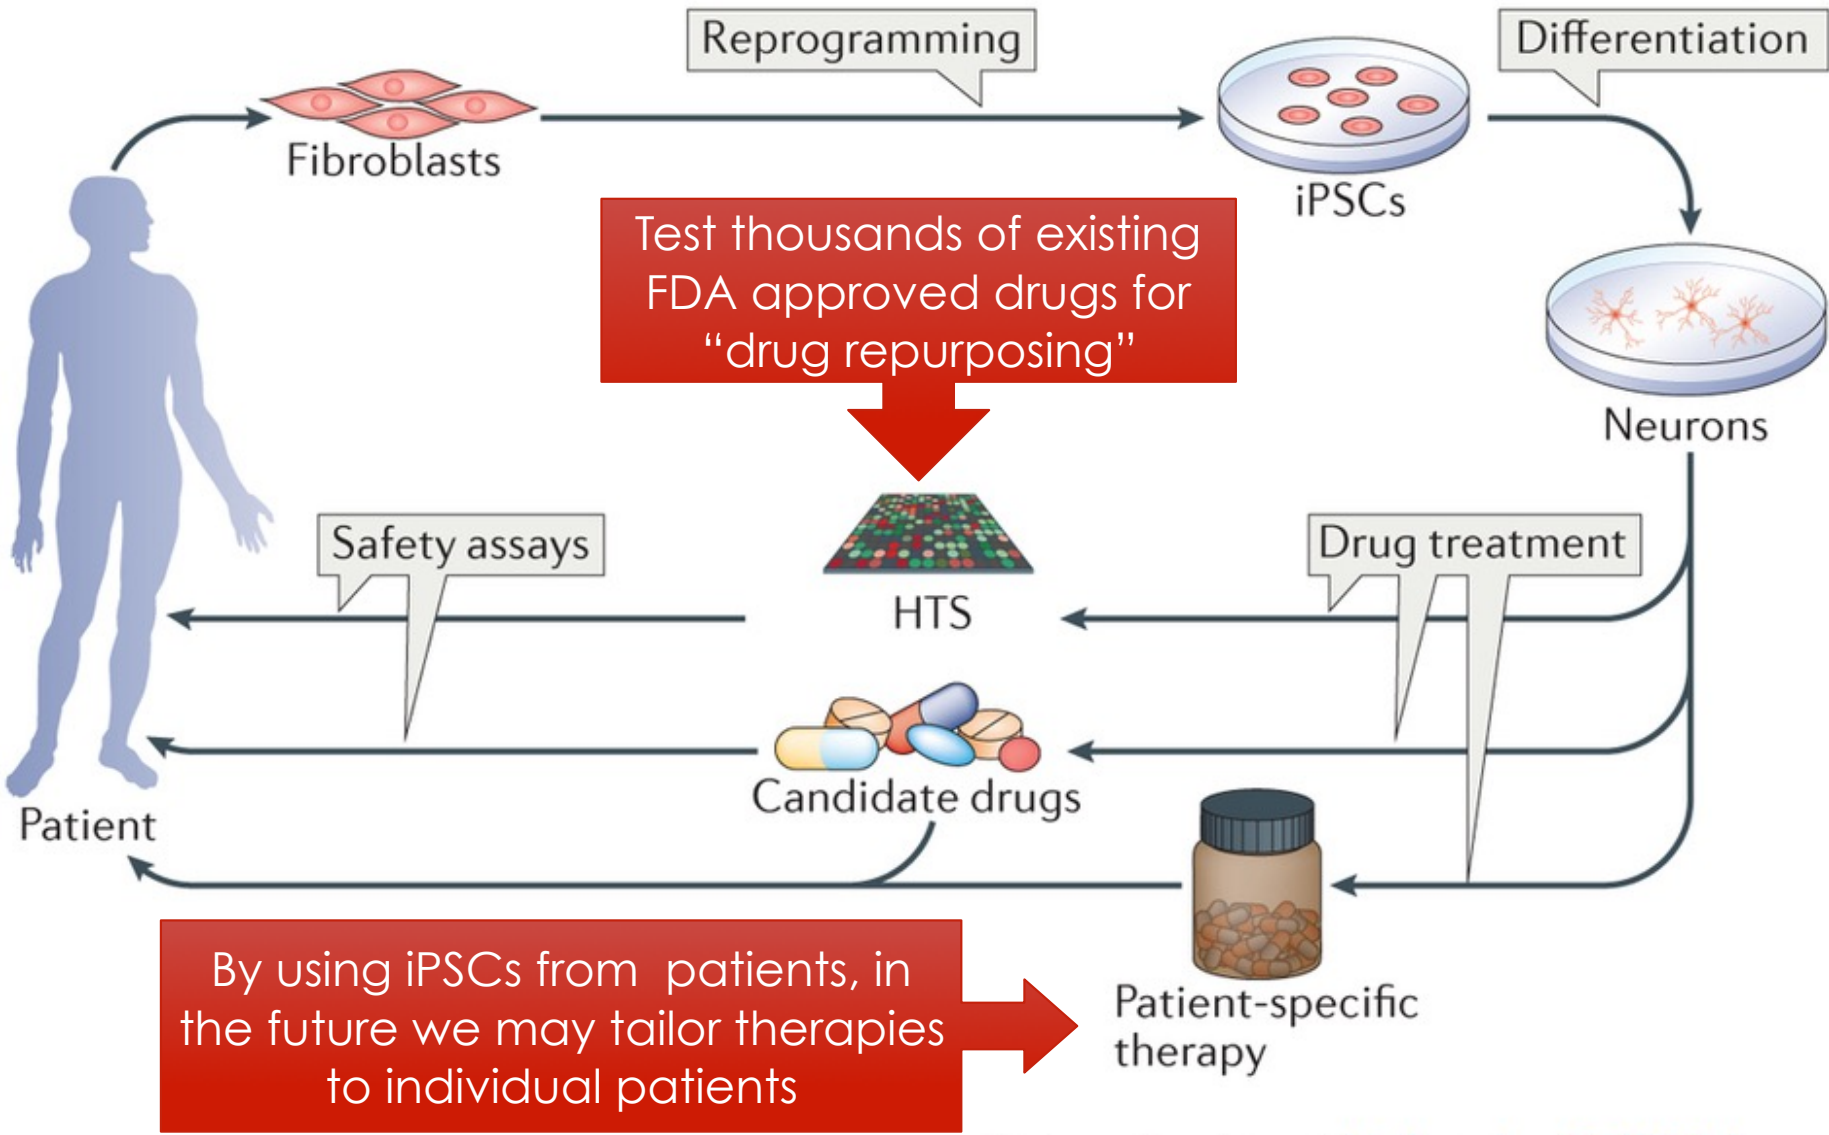 Reprogramming
Differentiation
Fibroblasts
iPSCs
Test thousands of existing
FDA approved drugs for
“drug repurposing”
Neurons
Safety assays
Drug treatment
HTS
Candidate drugs
Patient
By using iPSCs from  patients, in
the future we may tailor therapies
to individual patients
Patient-specific
therapy